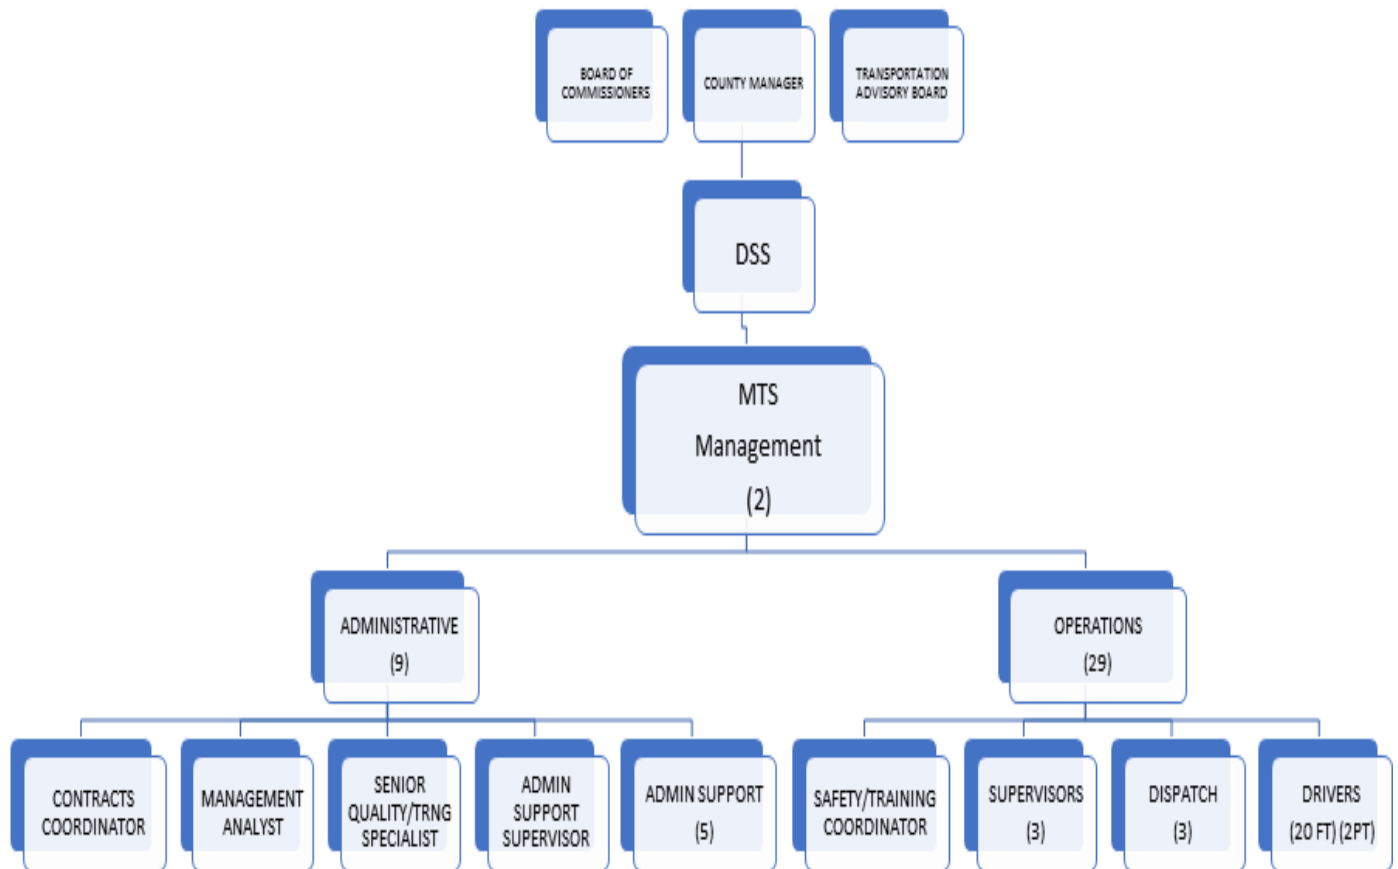 BOARD OF
COMMISSIONERS
COUNTY MANAGER
TRANSPORTATION
ADVISORY BOARD
DSS
MTS
Management
(2)
ADMINISTRATIVE
(9)
OPERATIONS
(29)
CONTRACTS
COORDINATOR
MANAGEMENT
ANALYST
SENIOR
QUALITY/TRNG
SPECIALIST
ADMIN
SUPPORT
SUPERVISOR
ADMIN SUPPORT
(5)
SAFETY/TRAINING
COORDINATOR
SUPERVISORS
(3)
DISPATCH
(3)
DRIVERS
(20 FT) (2PT)